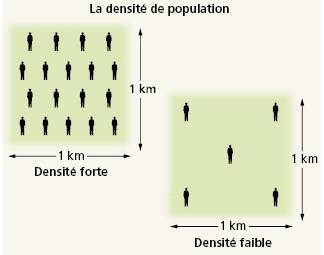 La densité de population
1 km
1 km
Densité forte
1 km
1 km
Densité faible